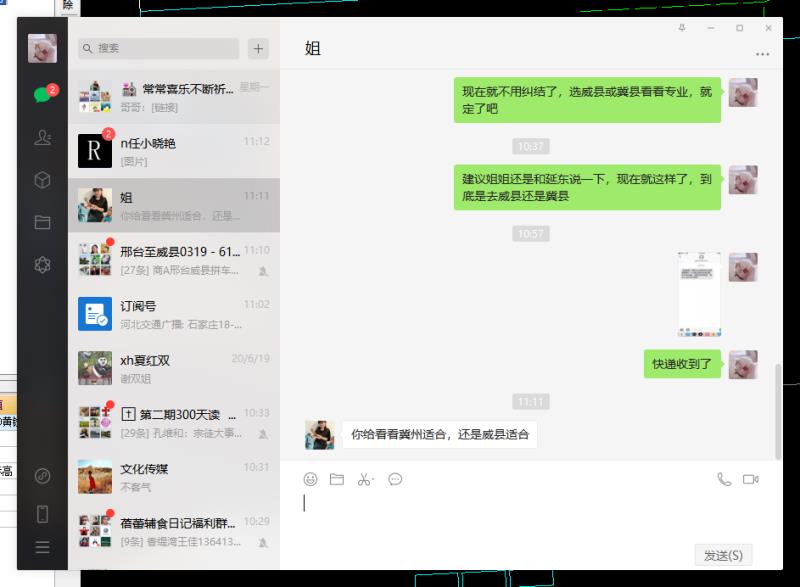 除
搜索
常常喜乐不断祈...
星期一
哥哥: [链接]
n任小晓艳
11:12
[图片]
2
2
姐
11:11
你给看看冀州适合，还是...
邢台至威县0319 - 61...
11:10
[27条] 商A邢台威县拼车...
订阅号
11:02
河北交通广播: 石家庄18-...
xh夏红双
20/6/19
谢双姐
第二期300天读 ...
10:33
[29条] 孔维和: 宗徒大事...
文化传媒
10:31
不客气
蓓蕾辅食日记福利群...
10:29
[9条] 香堤湾王佳136413...
姐
现在就不用纠结了，选威县或冀县看看专业，就
定了吧
10:37
建议姐姐还是和延东说一下，现在就这样了，到
底是去威县还是冀县
10:57
快递收到了
11:11
你给看看冀州适合，还是威县适合
发送(S)